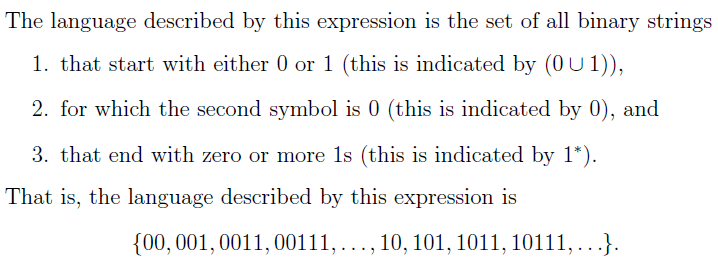 The language described by this expression is the set of all binary strings
1. that start with either 0 or 1 (this is indicated by (0 ∪ 1)),
2. for which the second symbol is 0 (this is indicated by 0), and
3. that end with zero or more 1s (this is indicated by 1*).
That is, the language described by this expression is
{00, 001, 0011, 00111, . . . , 10, 101, 1011, 10111, . . .}.